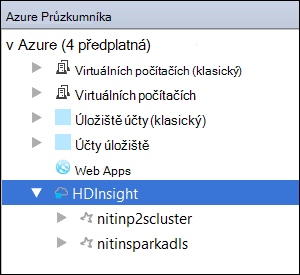 Azure Průzkumníka
v Azure (4 předplatná)
Virtuálních počítačích (klasický)
Virtuálních počítačích
Úložiště účty (klasický)
Účty úložiště
Web Apps
HDInsight
nitinp2scluster
nitinsparkadls